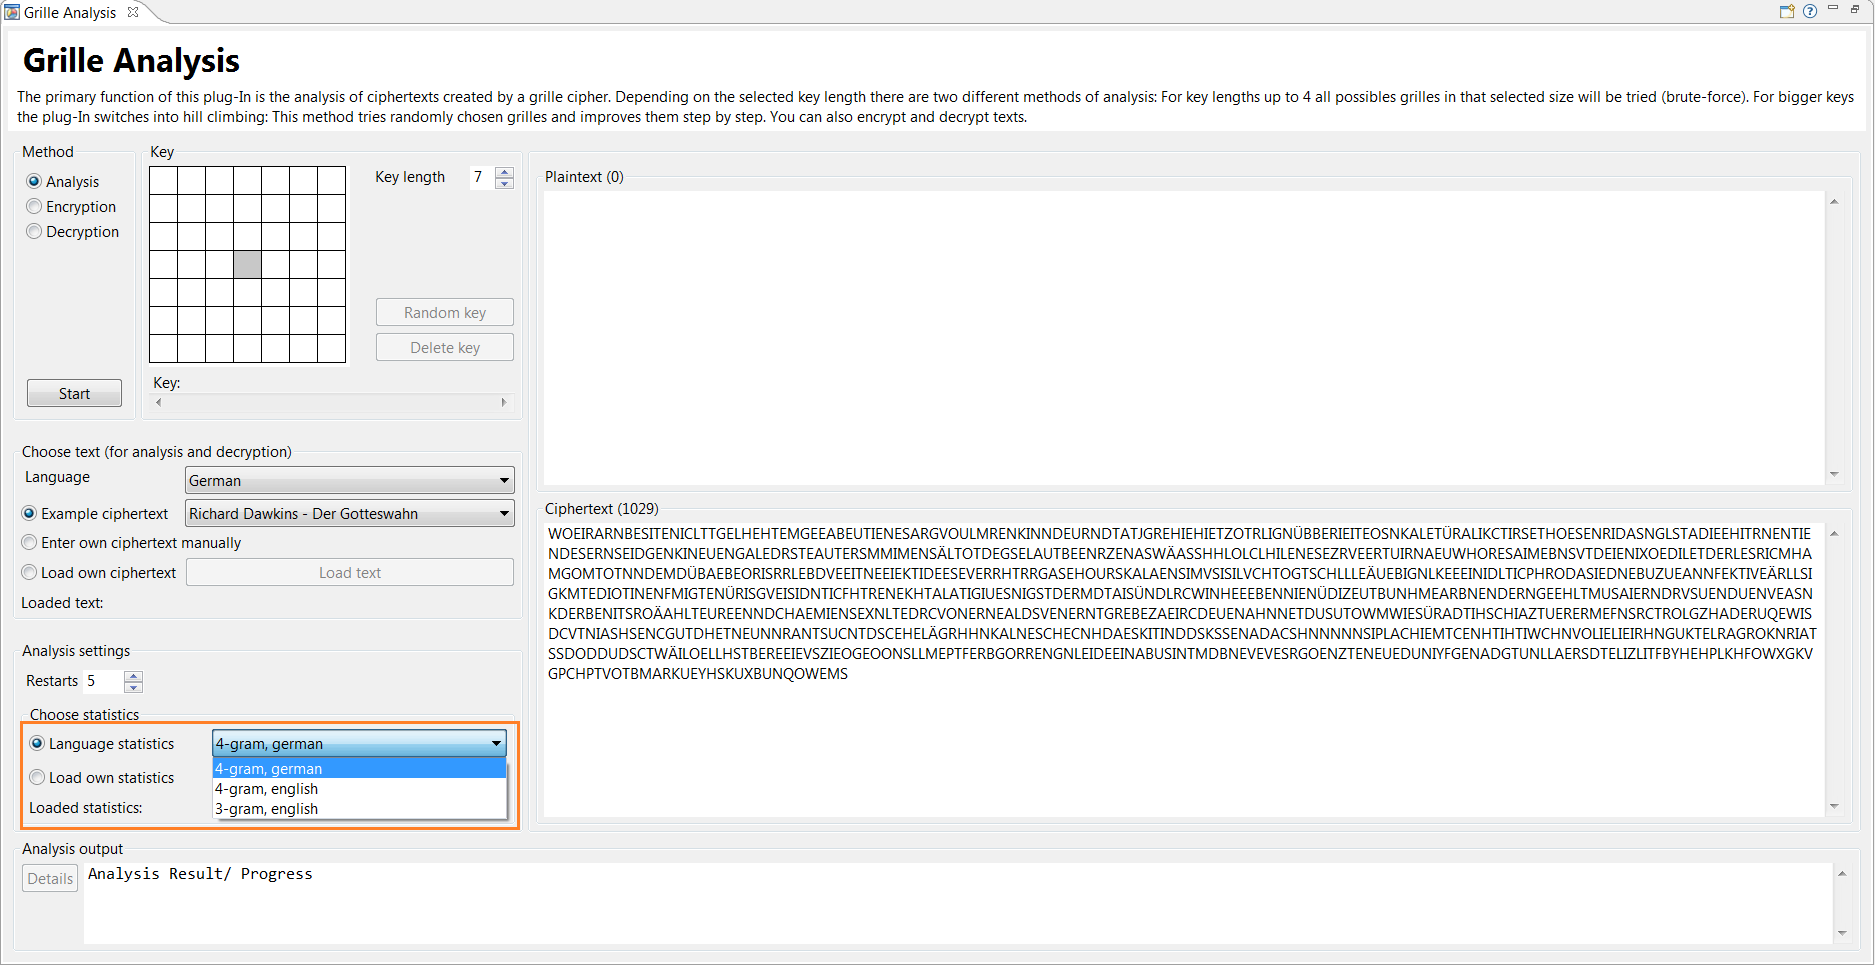 Grille Analysis
Grille Analysis
The primary function of this plug-In is the analysis of ciphertexts created by a grille cipher. Depending on the selected key length there are two different methods of analysis: For key lengths up to 4 all possibles grilles in that selected size will be tried (brute-force). For bigger keys
the plug-In switches into hill climbing: This method tries randomly chosen grilles and improves them step by step. You can also encrypt and decrypt texts.
Method
Analysis
Encryption
Decryption
Start
Key
Key length 7
Random key
Delete key
Key:
Choose text (for analysis and decryption)
Language German
Example ciphertext Richard Dawkins - Der Gotteswahn
Enter own ciphertext manually
Load own ciphertext Load text
Loaded text:
Analysis settings
Restarts 5
Choose statistics
Language statistics 4-gram, german
4-gram, german
Load own statistics
4-gram, english
Loaded statistics:
3-gram, english
Plaintext (0)
Ciphertext (1029)
WOEIRARNBESITENICLTTGELHEHTEMGEEABEUTIENESARGVOULMRENKINNDEURNDTATJGREHIEHIETZOTRLIGNÜBBERIEITEOSNKALETÜRALIKCTIRSETHOESENRIDASNGLSTADIEEHITRNENTIE
NDESERNSEIDGENKINEUENGALEDRSTEAUTERSMMIMENSÄLTOTDEGSELAUTBEENRZENASWÄASSHHLOLCLHILENESEZRVEERTUIRNAEUWHORESAIMEBNSVTDEIENIXOEDILETDERLESRICMHA
MGOMTOTNNDEMDÜBAEBEORISRRLEBDVEEITNEEIEKTIDEESEVERRHTRRGASEHOURSKALAENSIMVSISILVCHTOGTSCHLLLEÄUEBIGNLKEEEINIDLTICPHRODASIEDNEBUZUEANNFEKTIVEÄRLLSI
GKMTEDIOTINENFMIGTENÜRISGVEISIDNTICFHTRENEKHTALATIGIUESNIGSTDERMDTAISÜNDLRCWINHEEEBENNIENÜDIZEUTBUNHMEARBNENDERNGEEHLTMUSAIERNDRVSUENDUENVEASN
KDERBENITSROÄAHLTEUREENNDCHAEMIENSEXNLTEDRCVONERNEALDSVENERNTGREBEZAEIRCDEUENAHNNETDUSUTOWMWIESÜRADTIHSCHIAZTUERERMEFNSRCTROLGZHADERUQEWIS
DCVTNIASHSENCGUTDHETNEUNNRANTSUCNTDSCEHELÄGRHHNKALNESCHECNHDAESKITINDDSKSSENADACSHNNNNNSIPLACHIEMTCENHTIHTIWCHNVOLIELIEIRHNGUKTELRAGROKNRIAT
SSDODDUDSCTWÄILOELLHSTBEREEIEVSZIEOGEOONSLLMEPTFERBGORRENGNLEIDEEINABUSINTMDBNEVEVESRGOENZTENEUEDUNIYFGENADGTUNLLAERSDTELIZLITFBYHEHPLKHFOWXGKV
GPCHPTVOTBMARKUEYHSKUXBUNQOWEMS
Analysis output
Details
Analysis Result/ Progress